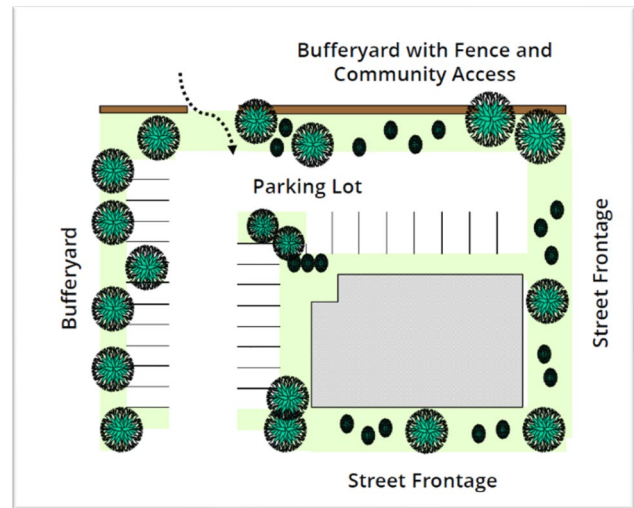 Bufferyard with Fence and
Community Access
Parking Lot
Bufferyard
Street Frontage
Street Frontage